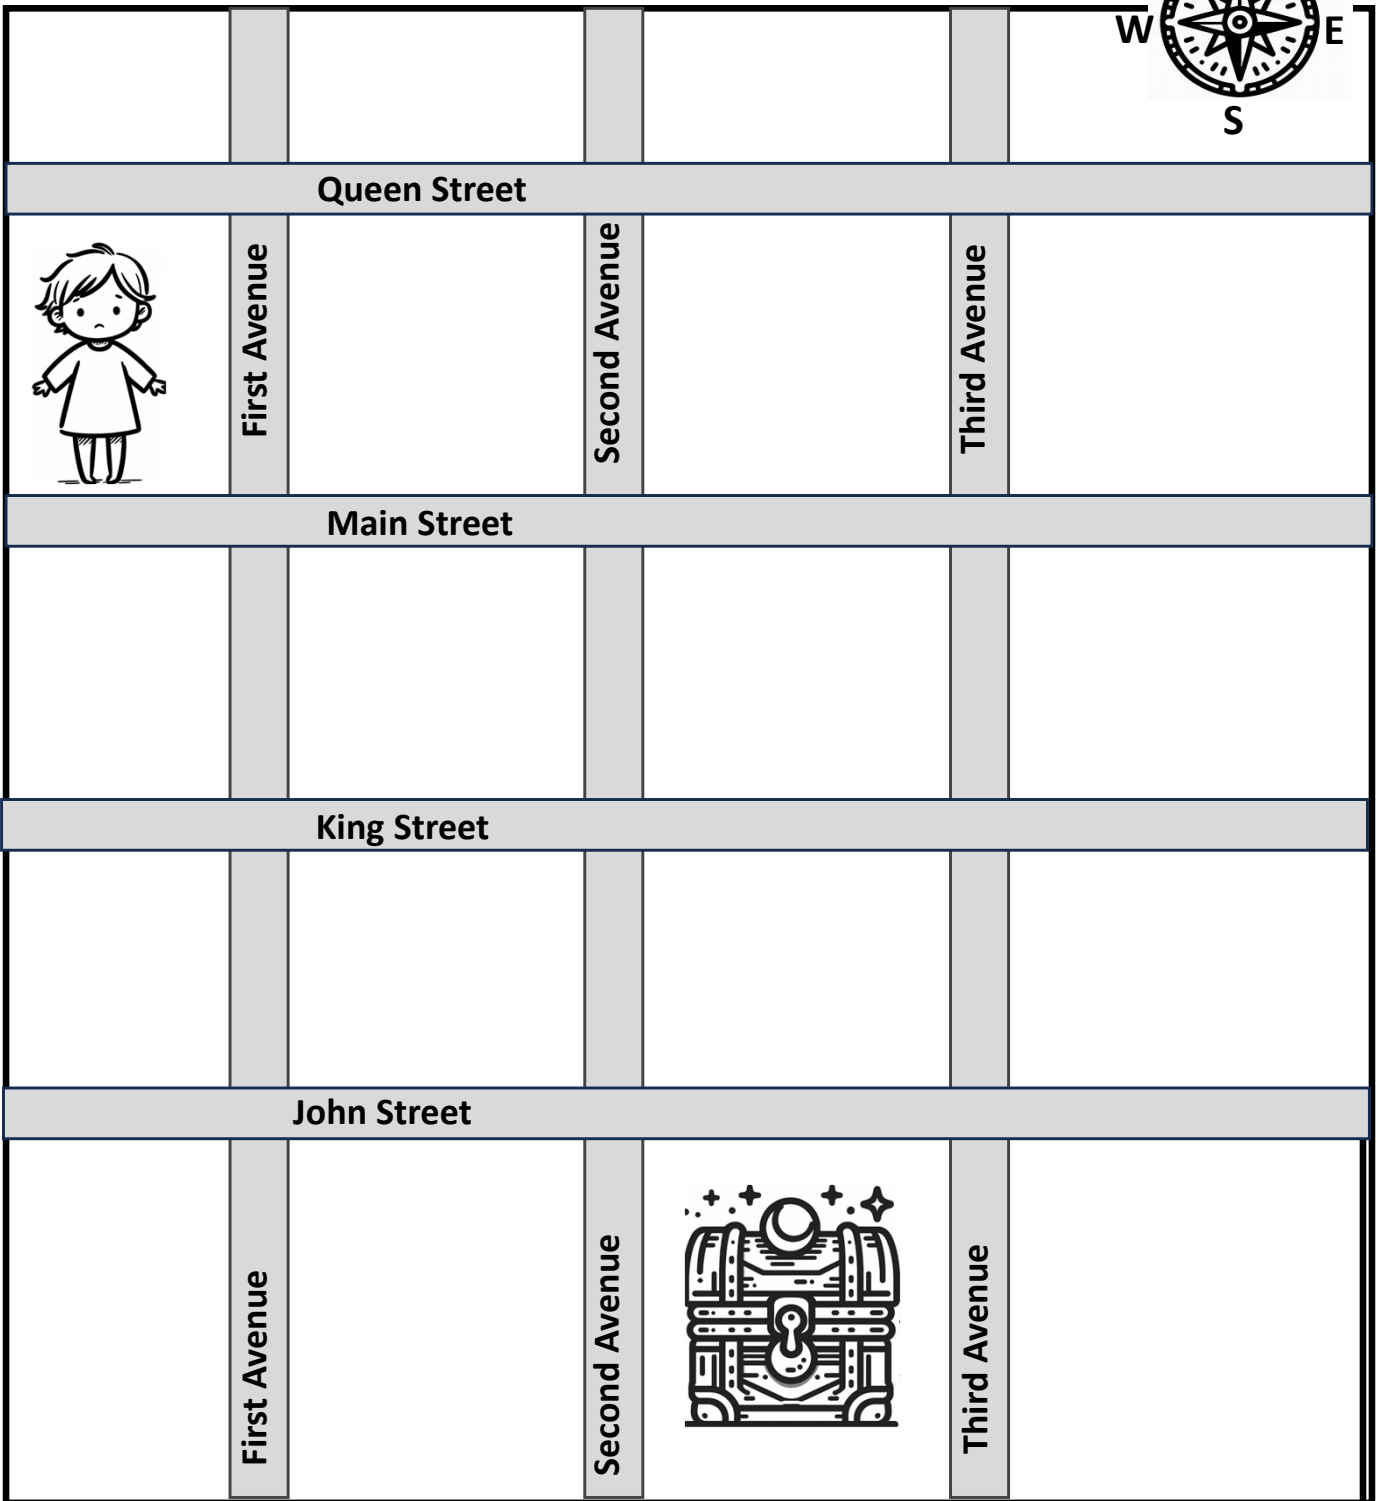 W E
S
Queen Street
First Avenue
Second Avenue
Third Avenue
Main Street
King Street
John Street
First Avenue
Second Avenue
Third Avenue